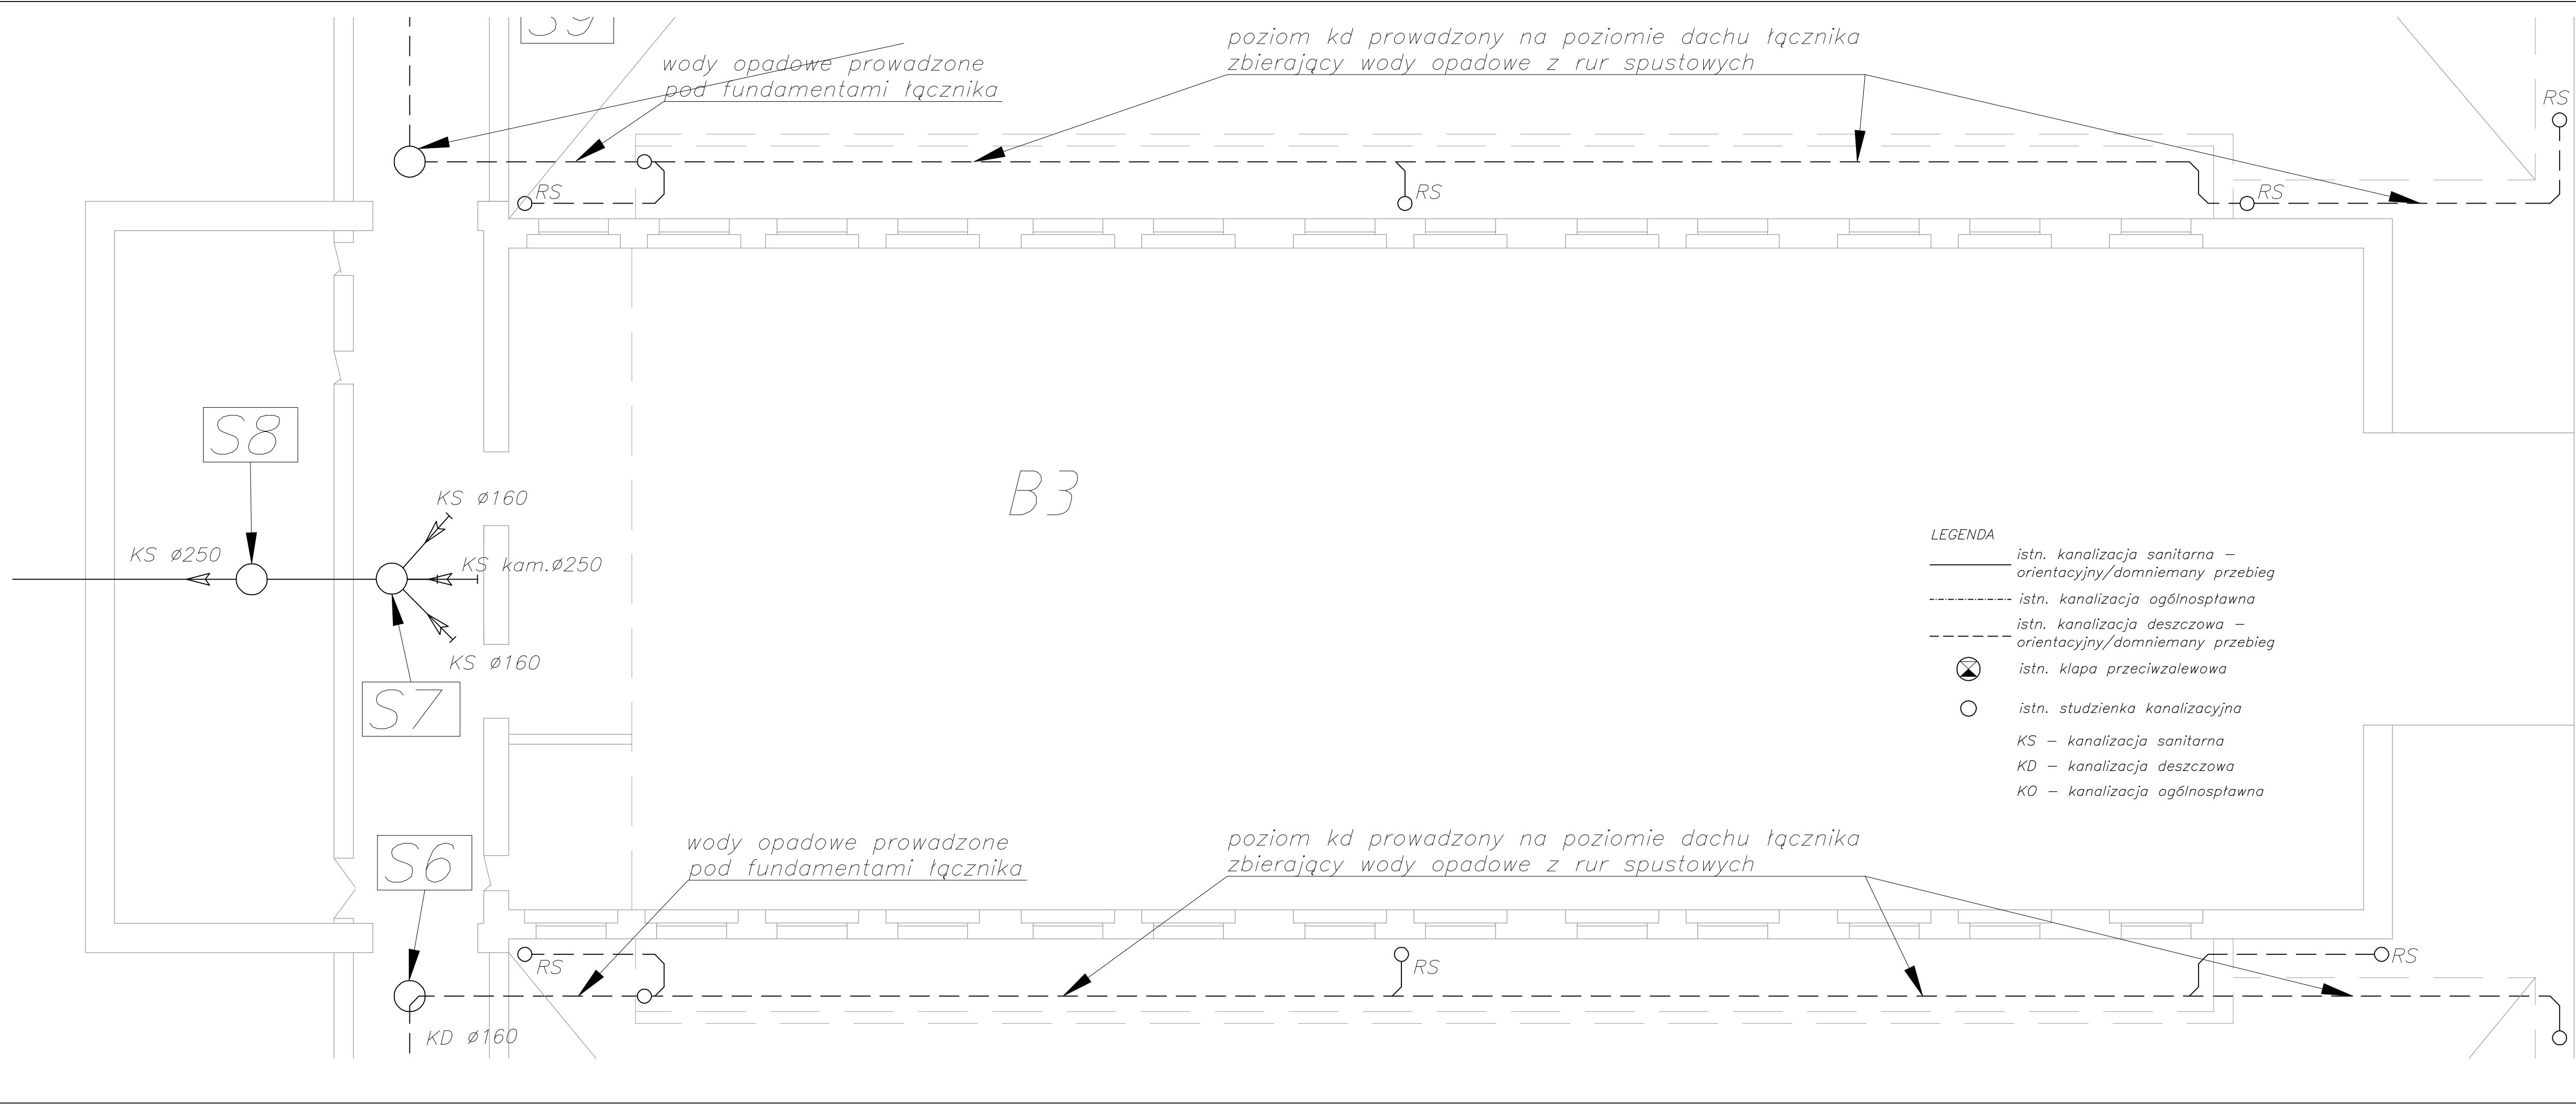 S9
wody opadowe prowadzone
pod fundamentami łącznika
poziom kd prowadzony na poziomie dachu łącznika
zbierający wody opadowe z rur spustowych
RS
RS
RS
RS
RS
S8
B3
KS ø160
KS ø250
KS kam.ø250
KS ø160
S7
LEGENDA
istn. kanalizacja sanitarna –
orientacyjny/domniemany przebieg
istn. kanalizacja ogólnospławna
istn. kanalizacja deszczowa –
orientacyjny/domniemany przebieg
istn. klapa przeciwzalewowa
istn. studzienka kanalizacyjna
KS – kanalizacja sanitarna
KD – kanalizacja deszczowa
KO – kanalizacja ogólnospławna
S6
wody opadowe prowadzone
pod fundamentami łącznika
poziom kd prowadzony na poziomie dachu łącznika
zbierający wody opadowe z rur spustowych
RS
RS
RS
KD ø160